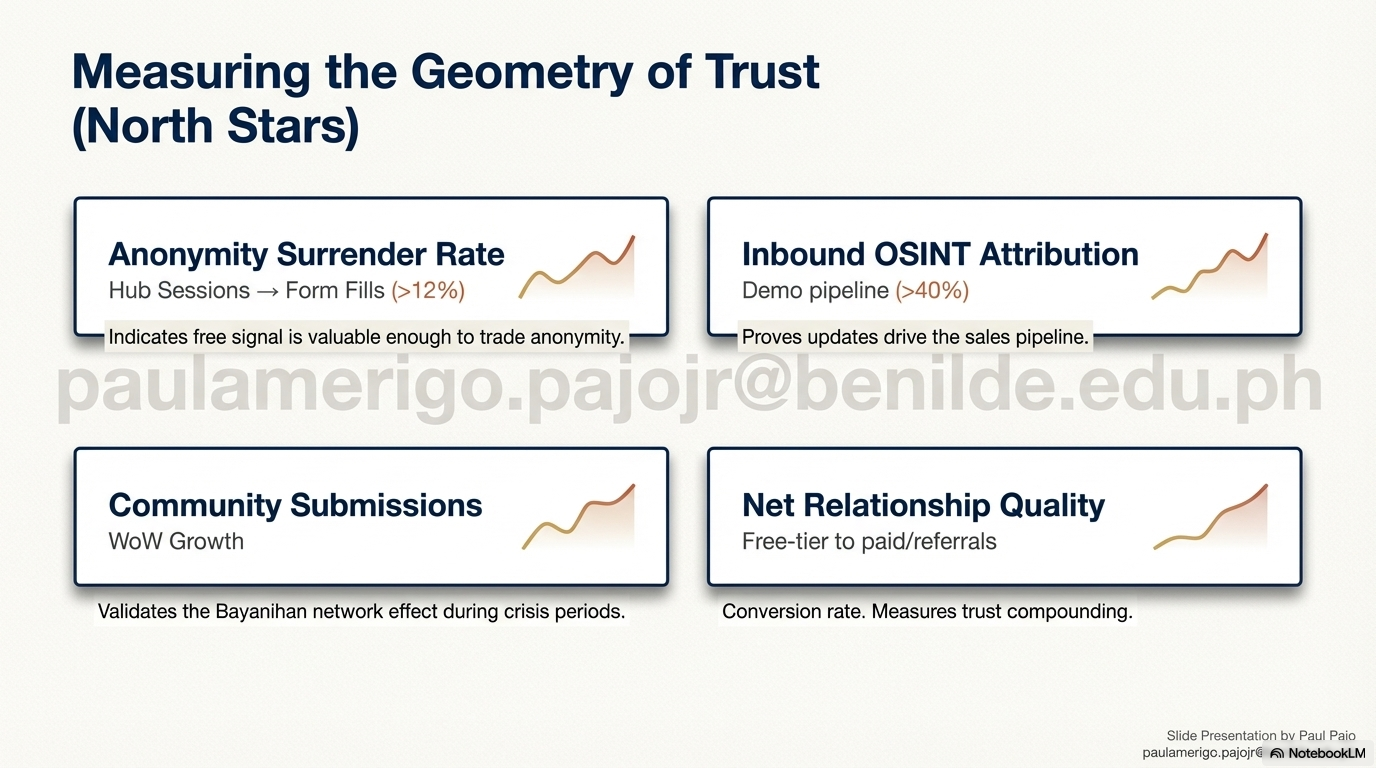 Measuring the Geometry of Trust
(North Stars)
Anonymity Surrender Rate
Hub Sessions → Form Fills (>12%)
Indicates free signal is valuable enough to trade anonymity.
Inbound OSINT Attribution
Demo pipeline (>40%)
Proves updates drive the sales pipeline.
paulamerigo.pajojr@benilde.edu.ph
Community Submissions
WoW Growth
Validates the Bayanihan network effect during crisis periods.
Net Relationship Quality
Free-tier to paid/referrals
Conversion rate. Measures trust compounding.
Slide Presentation by Paul Pajo
paulamerigo.pajojr@
NotebookLM